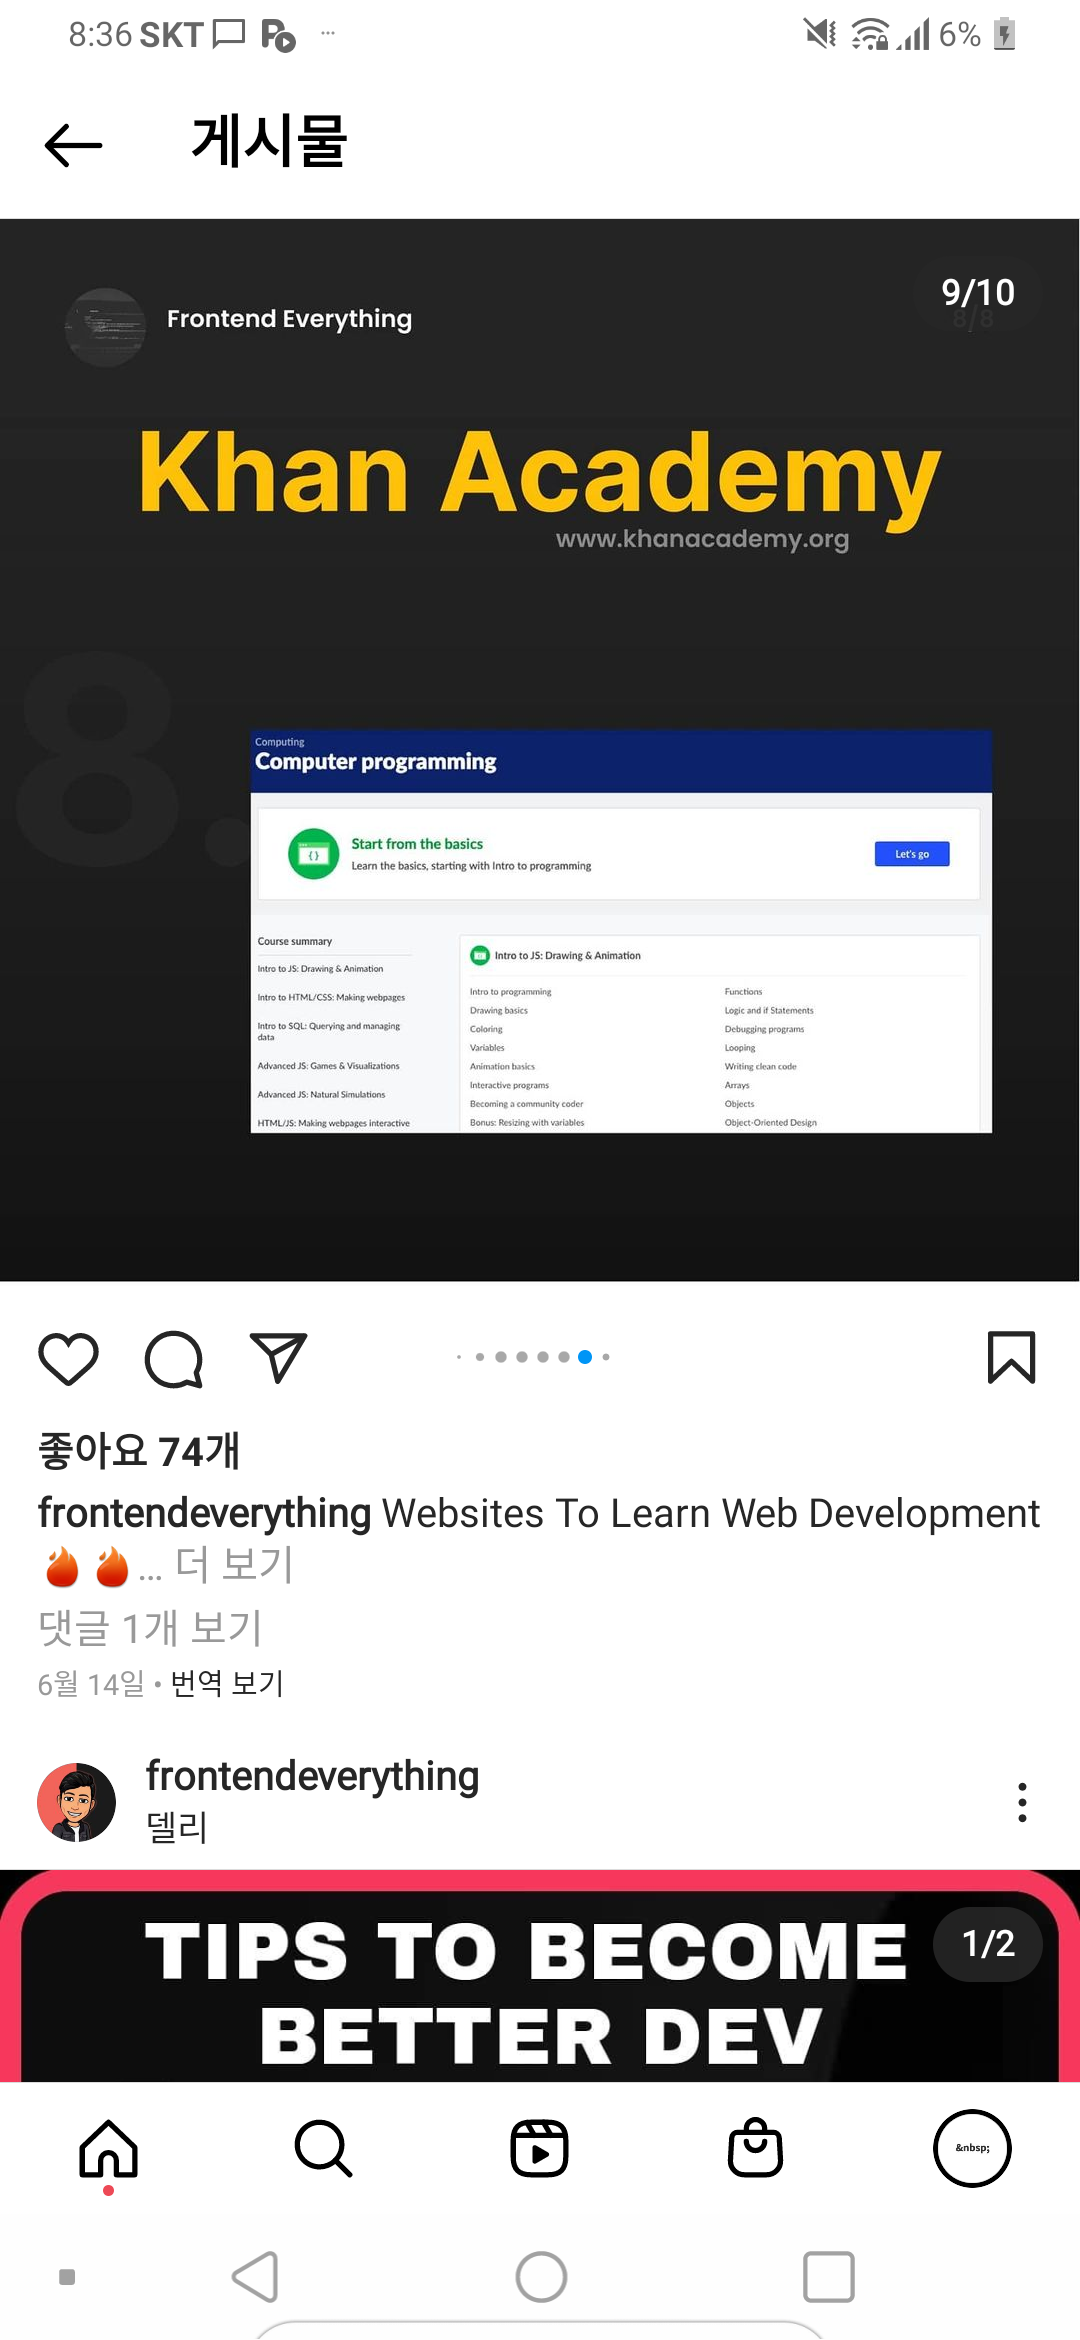 8:36 SKT
6%
게시물
Frontend Everything
9/10
8/8
Khan Academy
www.khanacademy.org
8.
Computing
Computer programming
Start from the basics
Learn the basics, starting with Intro to programming
Let's go
Course summary
Intro to JS: Drawing & Animation
Intro to HTML/CSS: Making webpages
Intro to SQL: Querying and managing
data
Advanced JS: Games & Visualizations
Advanced JS: Natural Simulations
HTML/JS: Making webpages interactive
Intro to JS: Drawing & Animation
Intro to programming
Drawing basics
Coloring
Variables
Animation basics
Interactive programs
Becoming a community coder
Bonus: Resizing with variables
Functions
Logic and if Statements
Debugging programs
Looping
Writing clean code
Arrays
Objects
Object-Oriented Design
좋아요 74개
frontendeverything Websites To Learn Web Development
🔥🔥... 더 보기
댓글 1개 보기
6월 14일 • 번역 보기
frontendeverything
델리
TIPS TO BECOME
BETTER DEV
1/2
&nbsp;